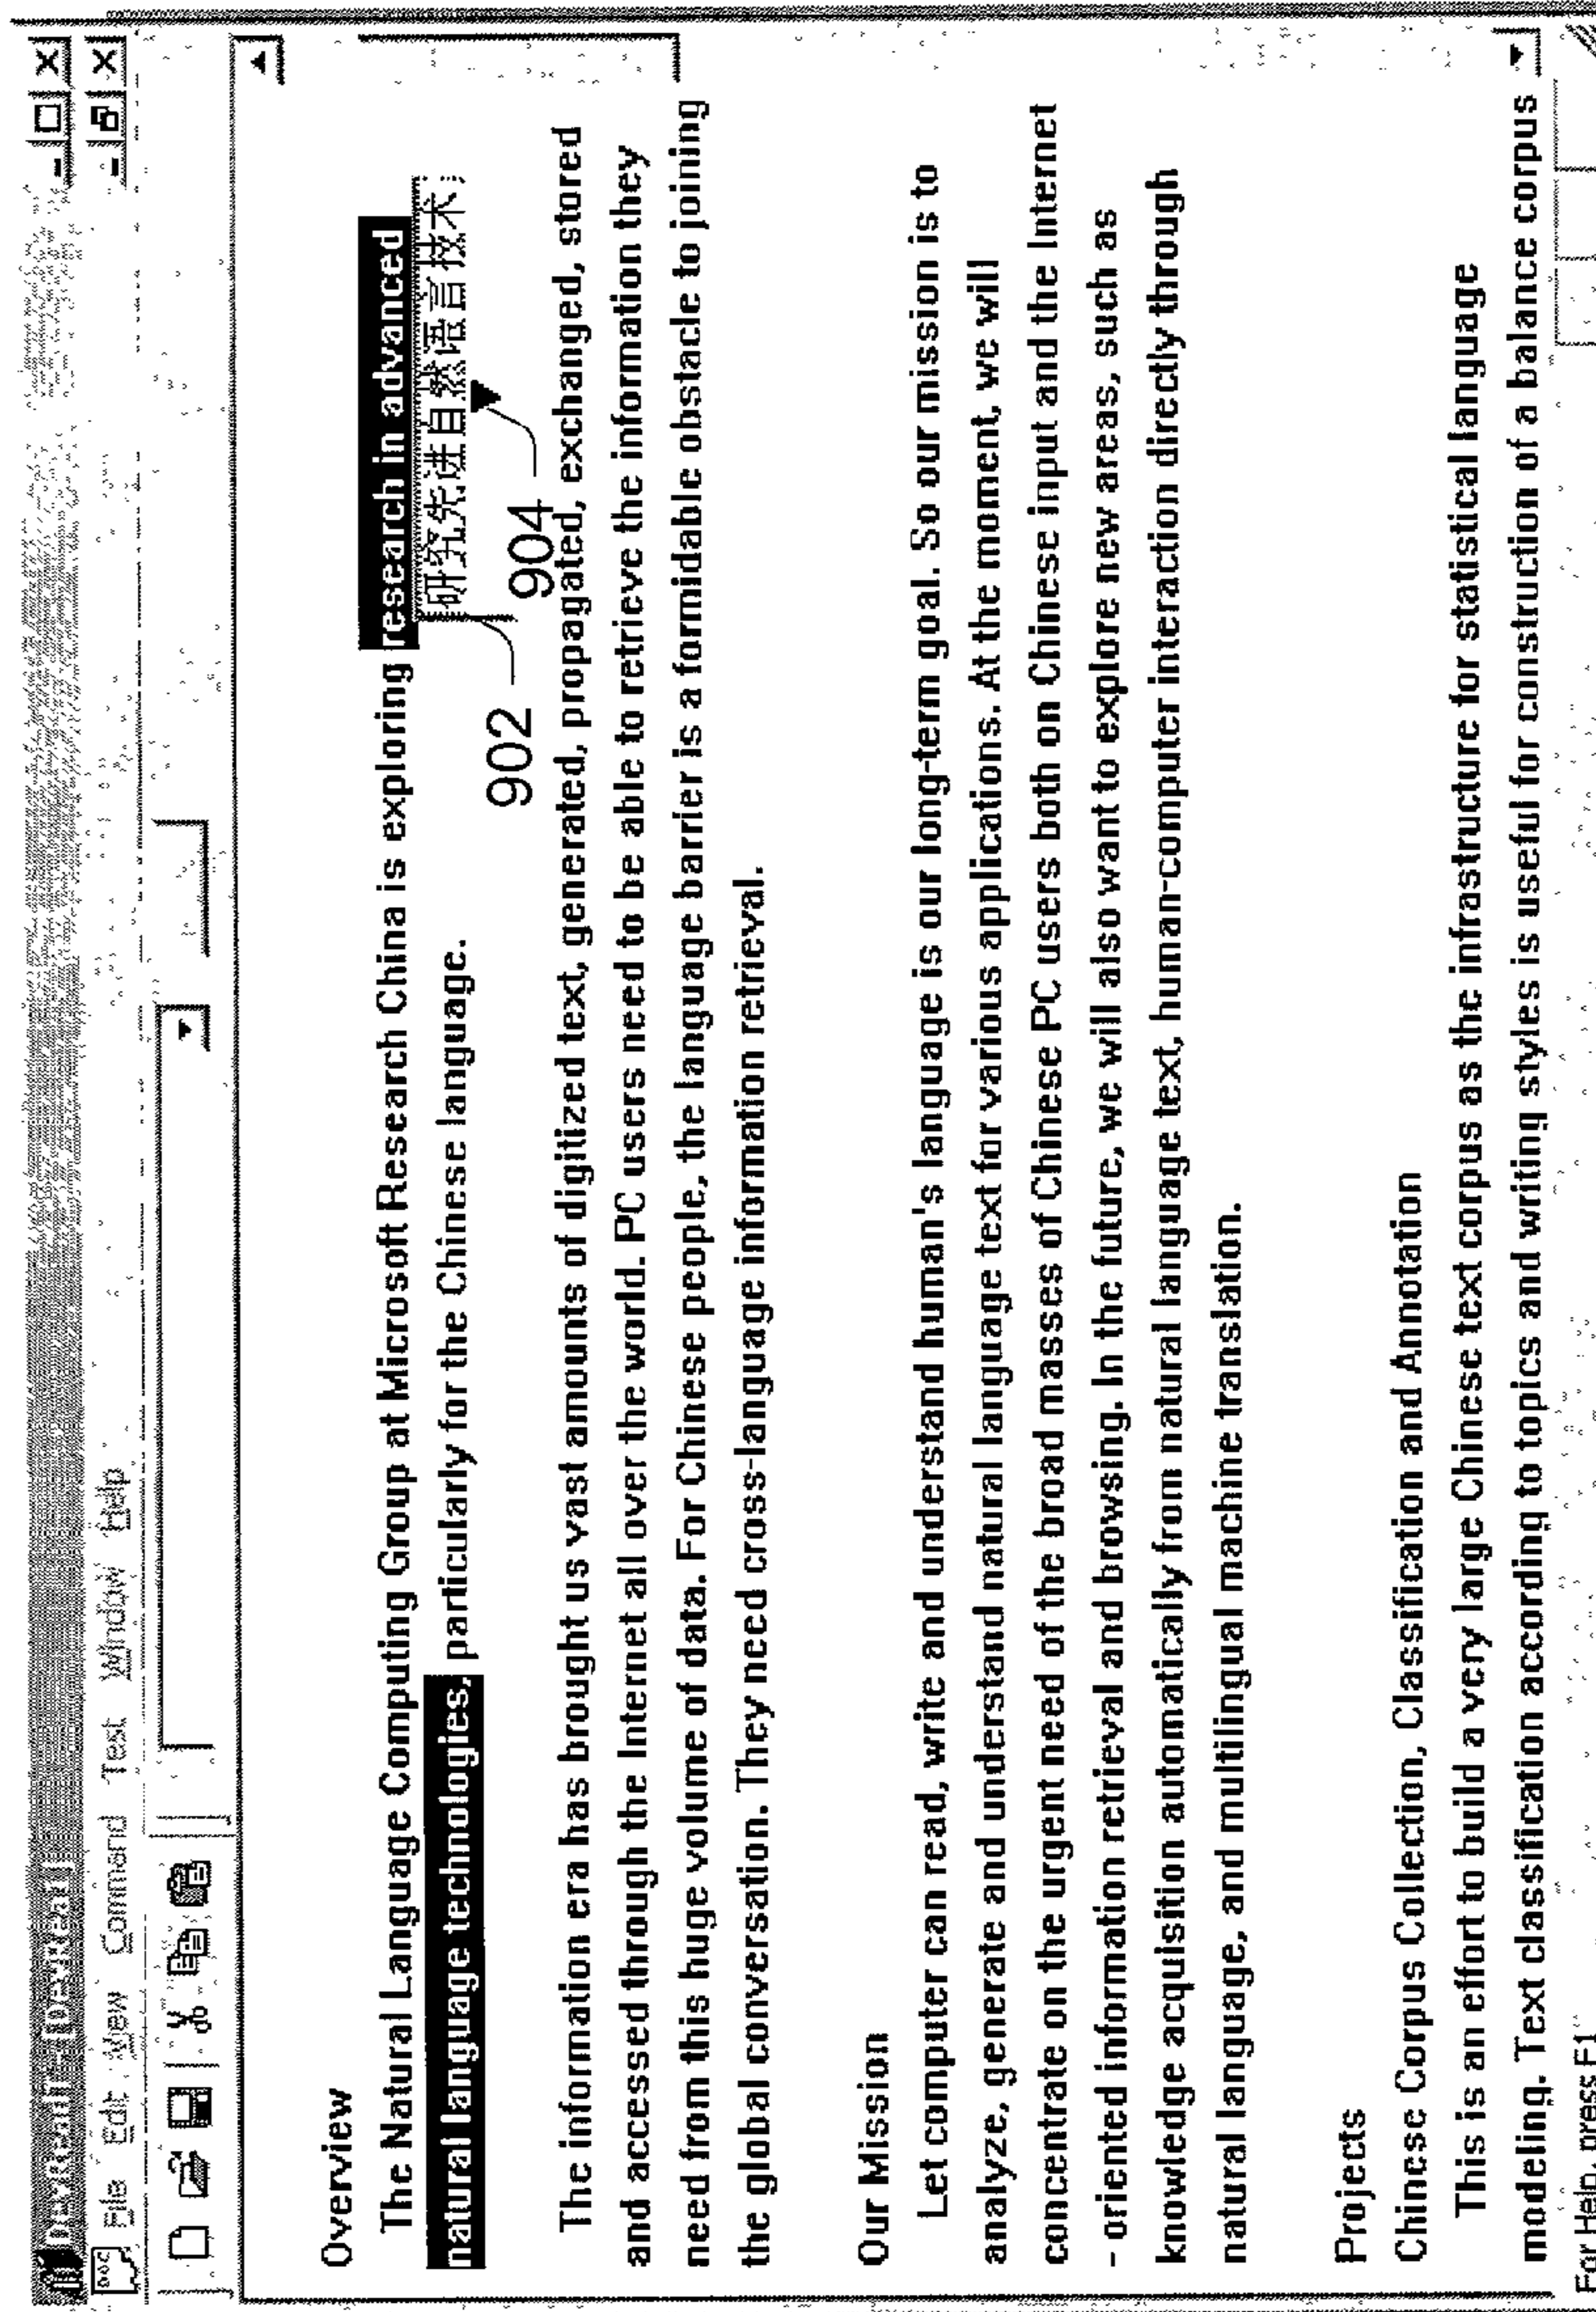 DevRead1 - [DevRead1]
File Edit View Command Test Window Help
Overview
The Natural Language Computing Group at Microsoft Research China is exploring research in advanced
研究先进自然语言技术;
natural language technologies, particularly for the Chinese language.
902
904
The information era has brought us vast amounts of digitized text, generated, propagated, exchanged, stored
and accessed through the Internet all over the world. PC users need to be able to retrieve the information they
need from this huge volume of data. For Chinese people, the language barrier is a formidable obstacle to joining
the global conversation. They need cross-language information retrieval.
Our Mission
Let computer can read, write and understand human's language is our long-term goal. So our mission is to
analyze, generate and understand natural language text for various applications. At the moment, we will
concentrate on the urgent need of the broad masses of Chinese PC users both on Chinese input and the Internet
- oriented information retrieval and browsing. In the future, we will also want to explore new areas, such as
knowledge acquisition automatically from natural language text, human-computer interaction directly through
natural language, and multilingual machine translation.
Projects
Chinese Corpus Collection, Classification and Annotation
This is an effort to build a very large Chinese text corpus as the infrastructure for statistical language
modeling. Text classification according to topics and writing styles is useful for construction of a balance corpus
For Help, press F1